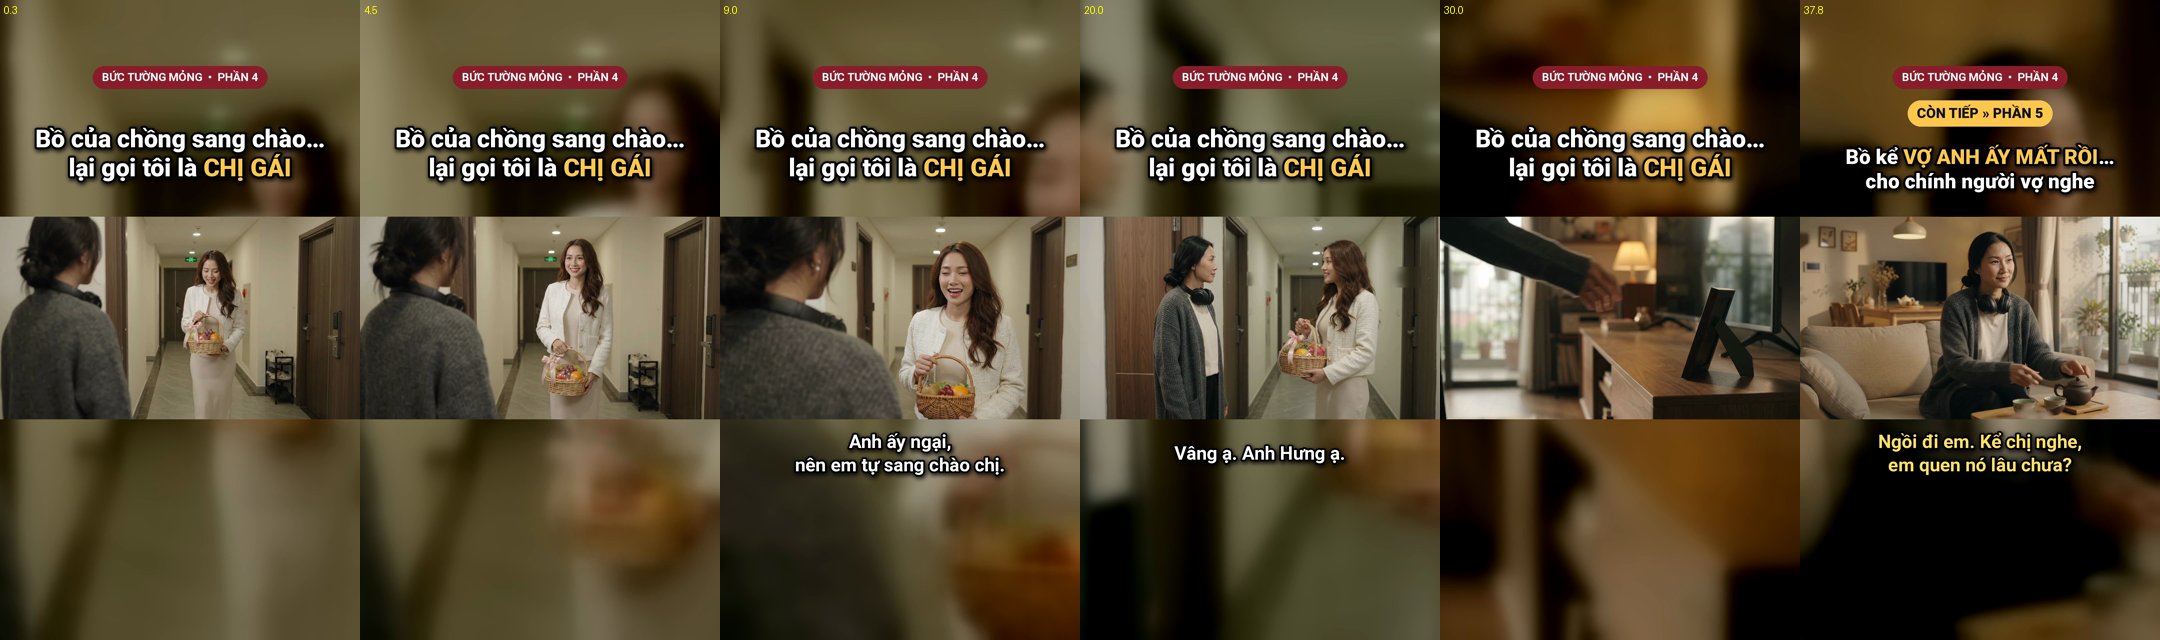 0.3
BỨC TƯỜNG MỎNG • PHẦN 4
Bồ của chồng sang chào...
lại gọi tôi là CHỊ GÁI
4.5
BỨC TƯỜNG MỎNG • PHẦN 4
Bồ của chồng sang chào...
lại gọi tôi là CHỊ GÁI
9.0
BỨC TƯỜNG MỎNG • PHẦN 4
Bồ của chồng sang chào...
lại gọi tôi là CHỊ GÁI
Anh ấy ngại,
nên em tự sang chào chị.
20.0
BỨC TƯỜNG MỎNG • PHẦN 4
Bồ của chồng sang chào...
lại gọi tôi là CHỊ GÁI
Vâng ạ. Anh Hưng ạ.
30.0
BỨC TƯỜNG MỎNG • PHẦN 4
Bồ của chồng sang chào...
lại gọi tôi là CHỊ GÁI
37.8
BỨC TƯỜNG MỎNG • PHẦN 4
CÒN TIẾP » PHẦN 5
Bồ kể VỢ ANH ẤY MẤT RỒI...
cho chính người vợ nghe
Ngồi đi em. Kể chị nghe,
em quen nó lâu chưa?